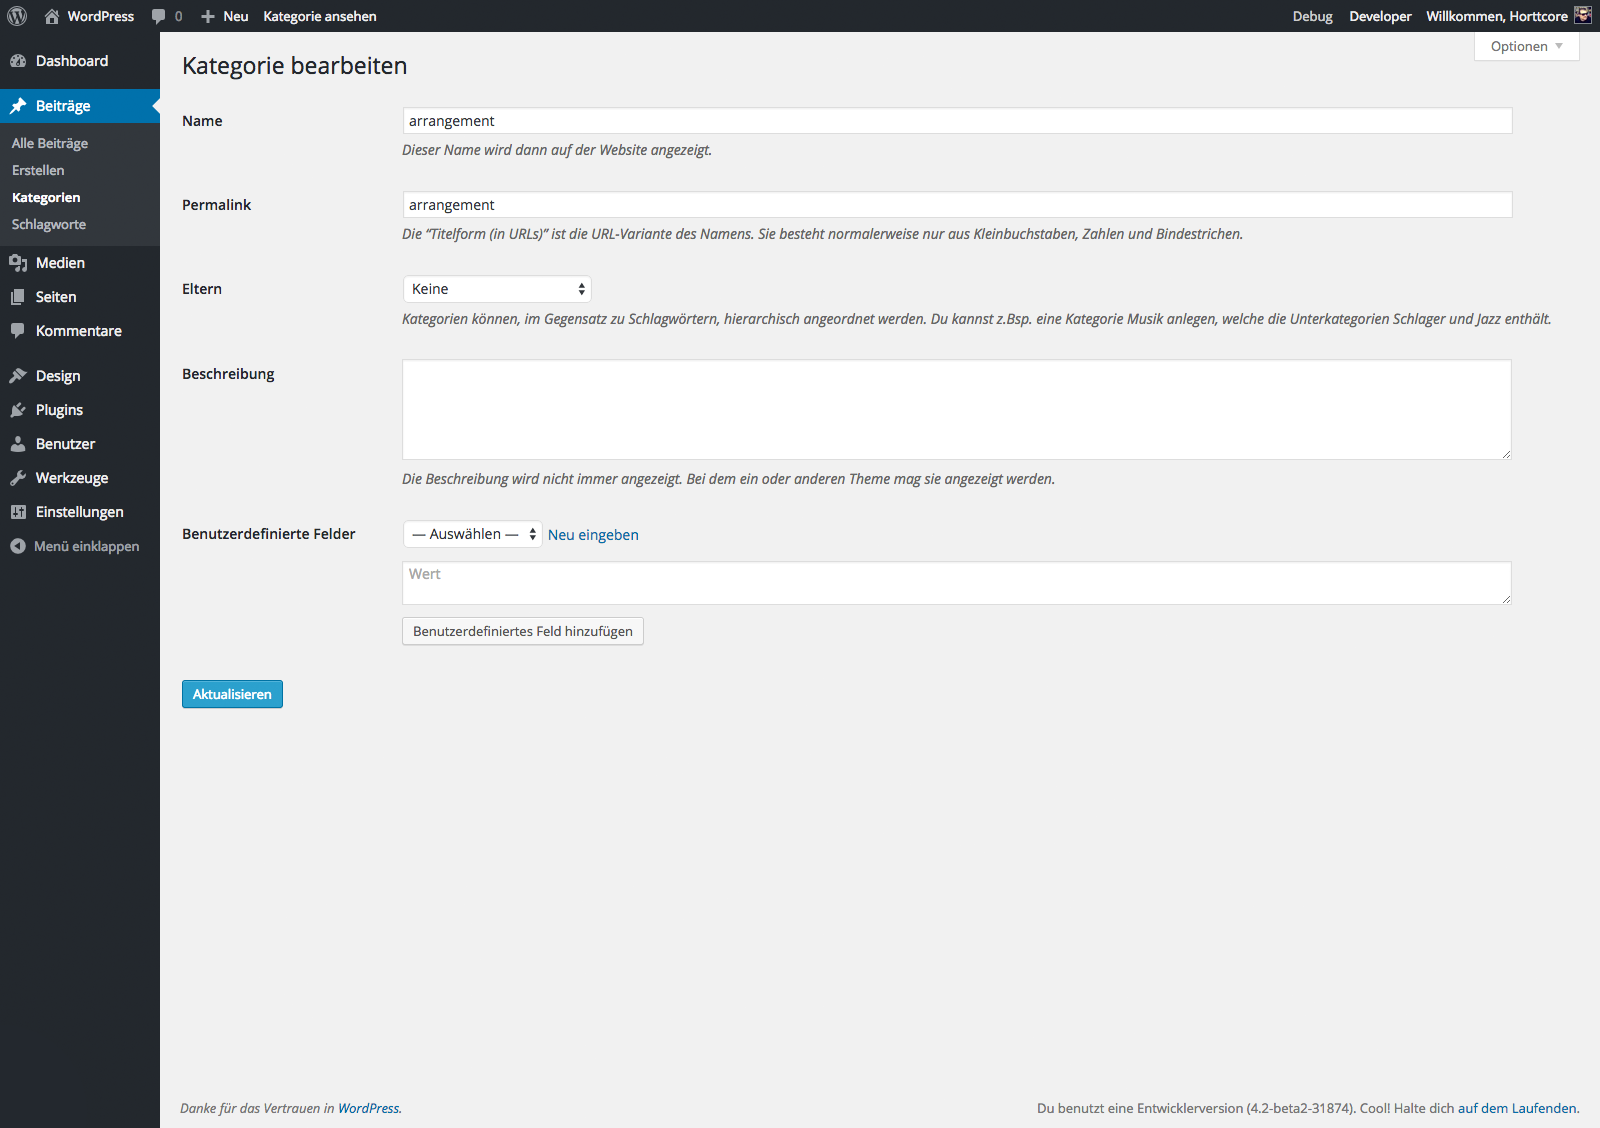 WordPress 0 Neu Kategorie ansehen Debug Developer Willkommen, Horttcore
Optionen
Dashboard
Beiträge
Alle Beiträge
Erstellen
Kategorien
Schlagworte
Medien
Seiten
Kommentare
Design
Plugins
Benutzer
Werkzeuge
Einstellungen
Menü einklappen
Kategorie bearbeiten
Name
arrangement
Dieser Name wird dann auf der Website angezeigt.
Permalink
arrangement
Die “Titelform (in URLs)” ist die URL-Variante des Namens. Sie besteht normalerweise nur aus Kleinbuchstaben, Zahlen und Bindestrichen.
Eltern
Keine
Kategorien können, im Gegensatz zu Schlagwörtern, hierarchisch angeordnet werden. Du kannst z.Bsp. eine Kategorie Musik anlegen, welche die Unterkategorien Schlager und Jazz enthält.
Beschreibung
Die Beschreibung wird nicht immer angezeigt. Bei dem ein oder anderen Theme mag sie angezeigt werden.
Benutzerdefinierte Felder
— Auswählen — Neu eingeben
Wert
Benutzerdefiniertes Feld hinzufügen
Aktualisieren
Danke für das Vertrauen in WordPress.
Du benutzt eine Entwicklerversion (4.2-beta2-31874). Cool! Halte dich auf dem Laufenden.